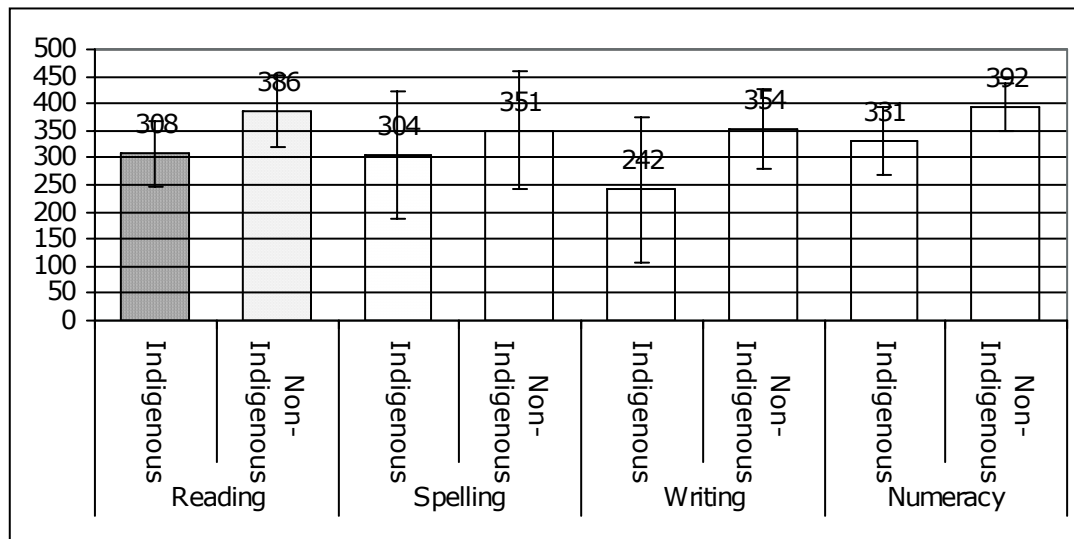 500
450
400
350
300
250
200
150
100
50
0
308
386
304
351
242
354
331
392
Indigenous
Non-
Indigenous
Indigenous
Non-
Indigenous
Indigenous
Non-
Indigenous
Indigenous
Non-
Indigenous
Reading
Spelling
Writing
Numeracy